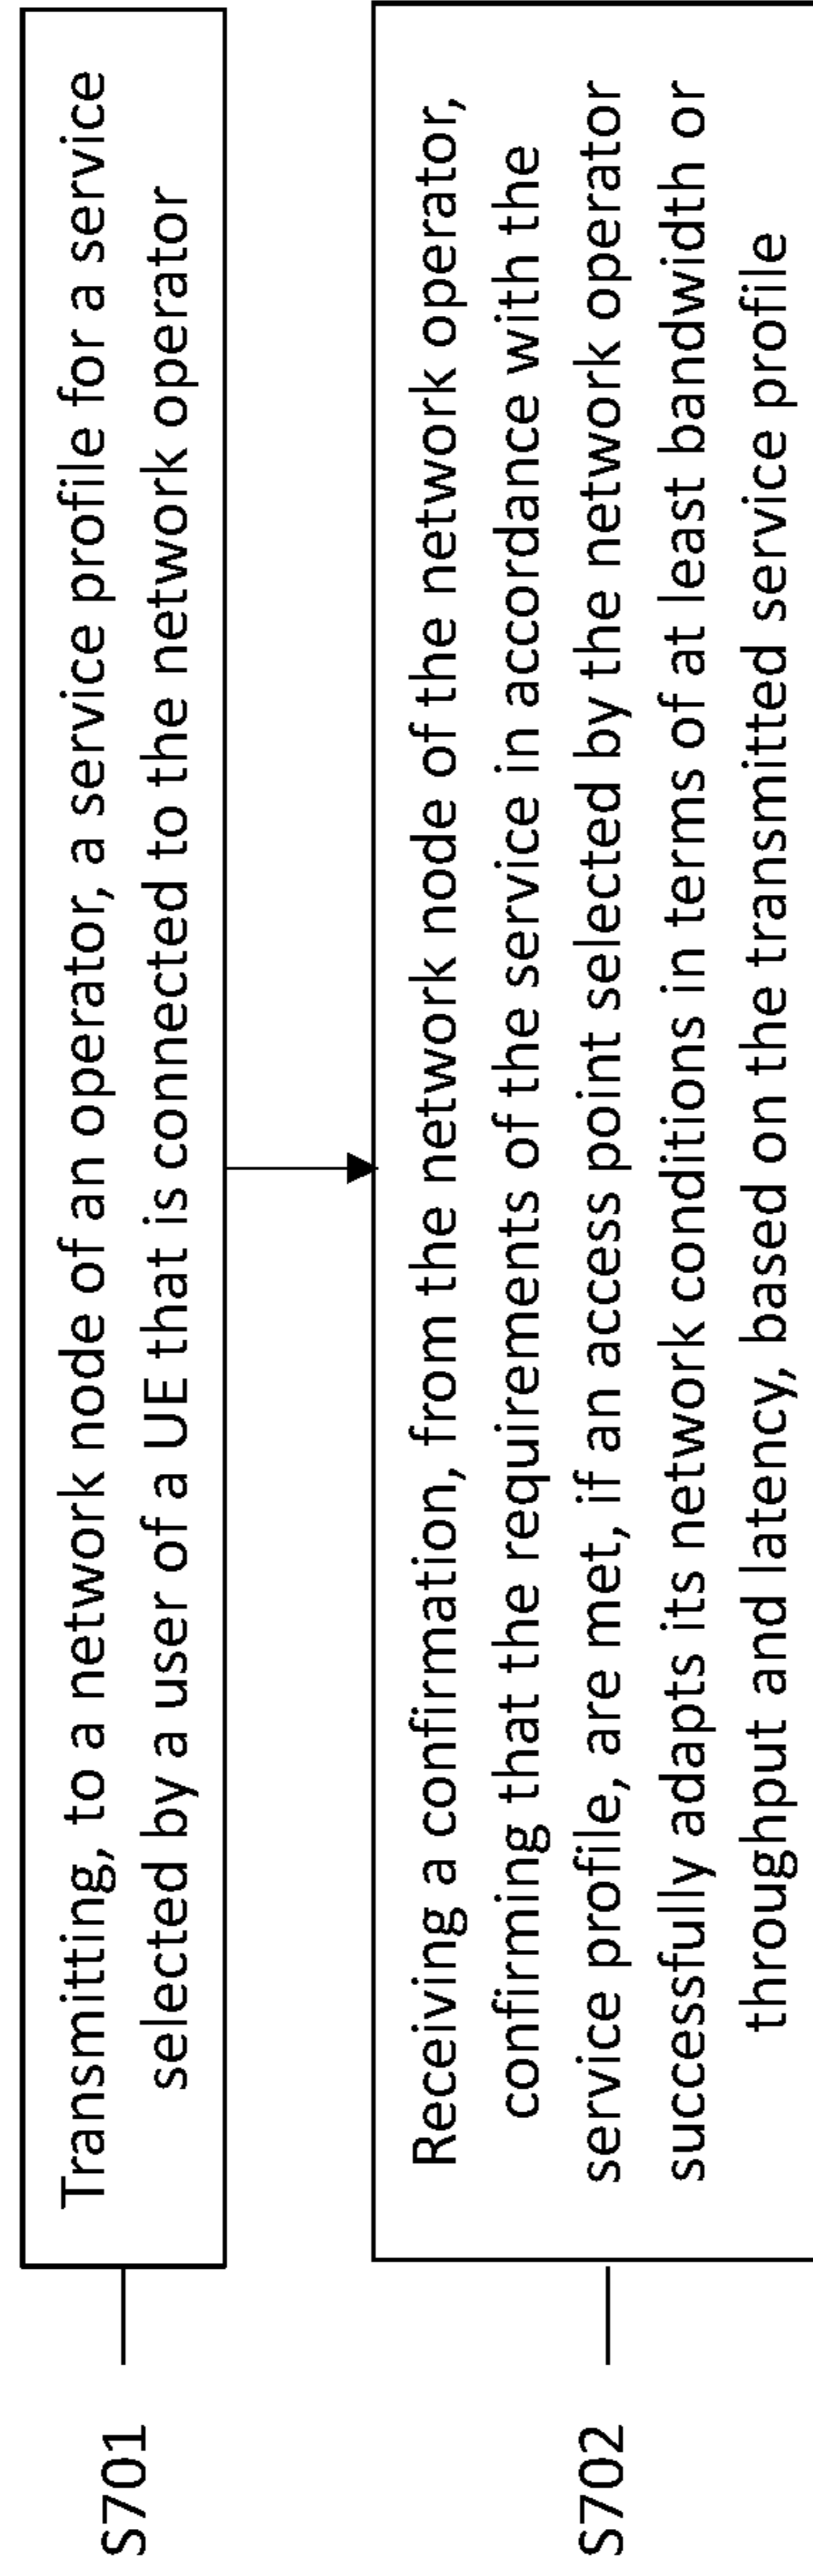 S701
Transmitting, to a network node of an operator, a service profile for a service
selected by a user of a UE that is connected to the network operator
S702
Receiving a confirmation, from the network node of the network operator,
confirming that the requirements of the service in accordance with the
service profile, are met, if an access point selected by the network operator
successfully adapts its network conditions in terms of at least bandwidth or
throughput and latency, based on the transmitted service profile